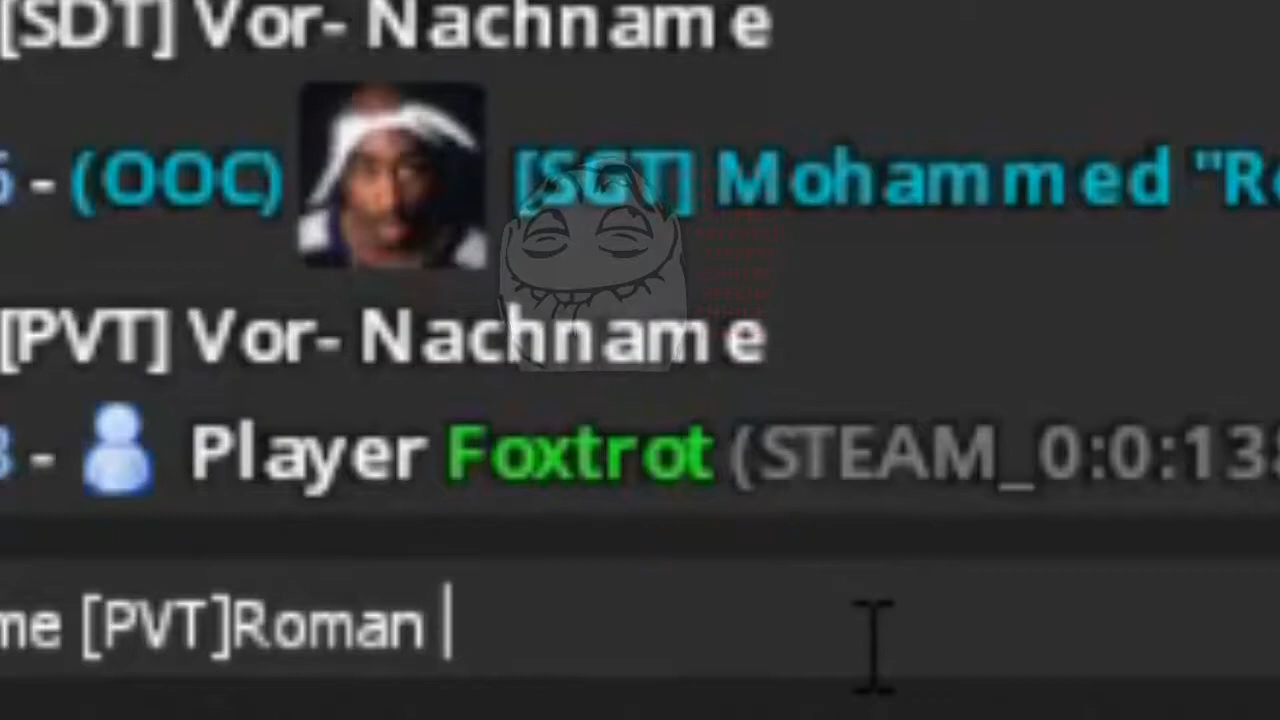 [SDT] Vor- Nachname
- (OOC) [SGT] Mohammed "R
[PVT] Vor- Nachname
- Player Foxtrot (STEAM_0:0:13
me [PVT]Roman